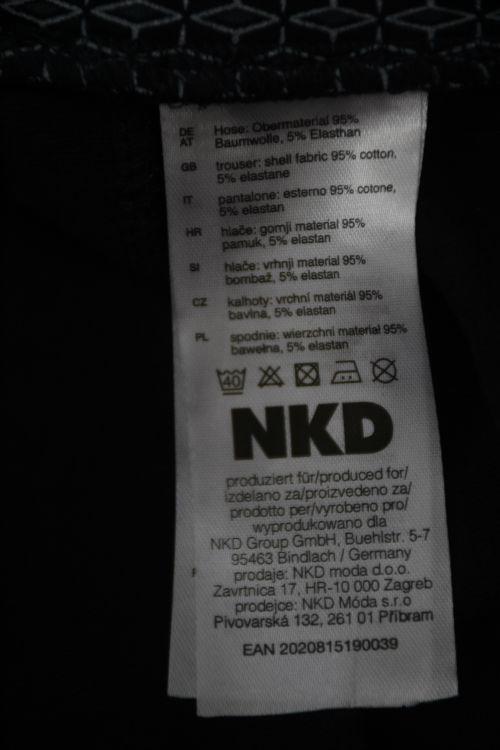 DE Hose: Obermaterial 95%
AT Baumwolle, 5% Elasthan
GB trouser: shell fabric 95% cotton,
5% elastane
IT pantalone: esterno 95% cotone,
5% elastan
HR hlače: gornji material 95%
pamuk, 5% elastan
SI hlače: vrhnji material 95%
bombaž, 5% elastan
CZ kalhoty: vrchní materiál 95%
bavlna, 5% elastan
PL spodnie: wierzchni materiał 95%
bawełna, 5% elastan
40
NKD
produziert für/produced for/
izdelano za/proizvedeno za/
prodotto per/vyrobeno pro/
wyprodukowano dla
NKD Group GmbH, Buehlstr. 5-7
95463 Bindlach / Germany
prodaje: NKD moda d.o.o.
Zavrtnica 17, HR-10 000 Zagreb
prodejce: NKD Móda s.r.o
Pivovarská 132, 261 01 Příbram
EAN 2020815190039